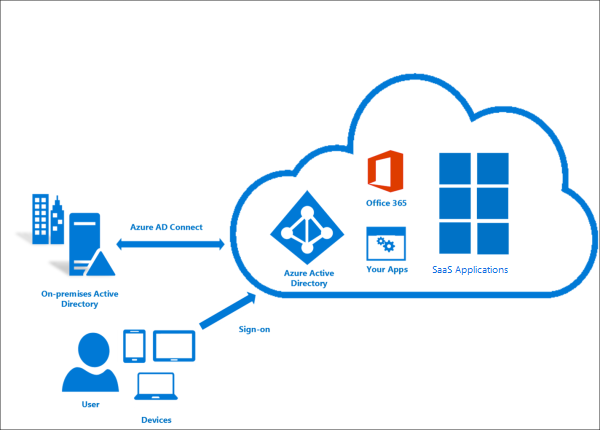 Office 365
Azure AD Connect
Azure Active
Directory
Your Apps
SaaS Applications
On-premises Active
Directory
Sign-on
User
Devices